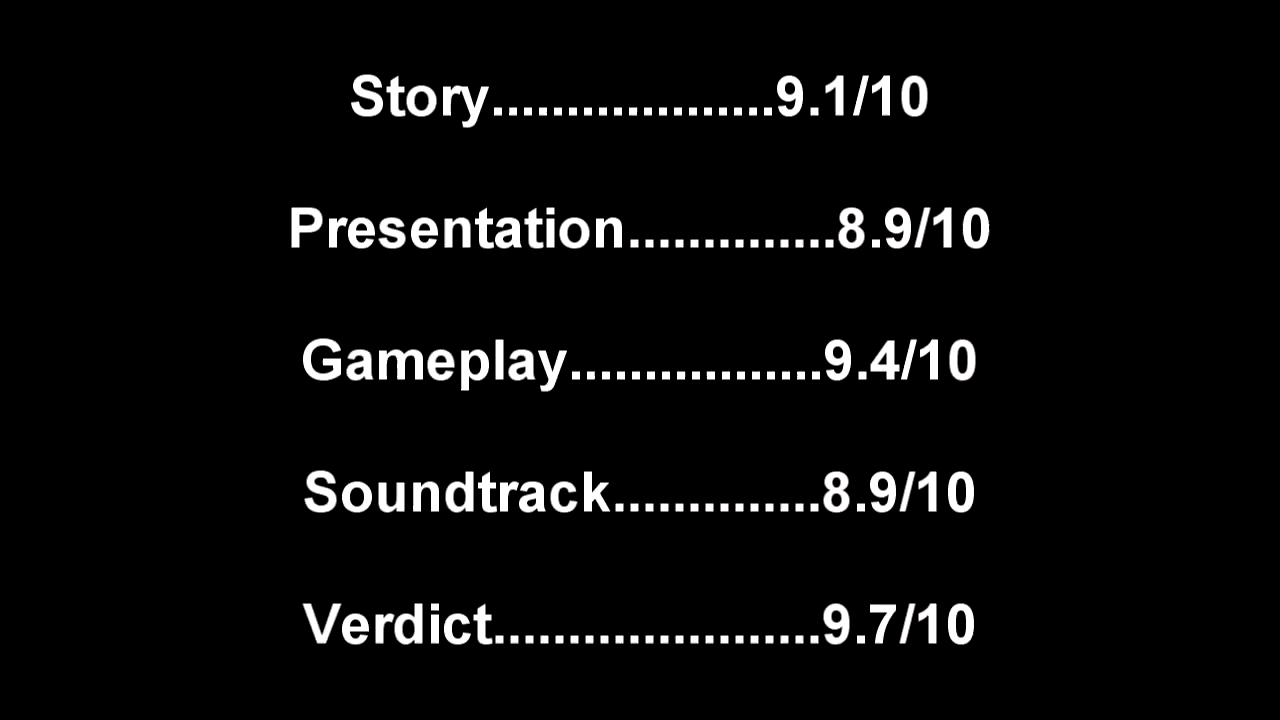 Story...................9.1/10
Presentation..............8.9/10
Gameplay.................9.4/10
Soundtrack..............8.9/10
Verdict......................9.7/10